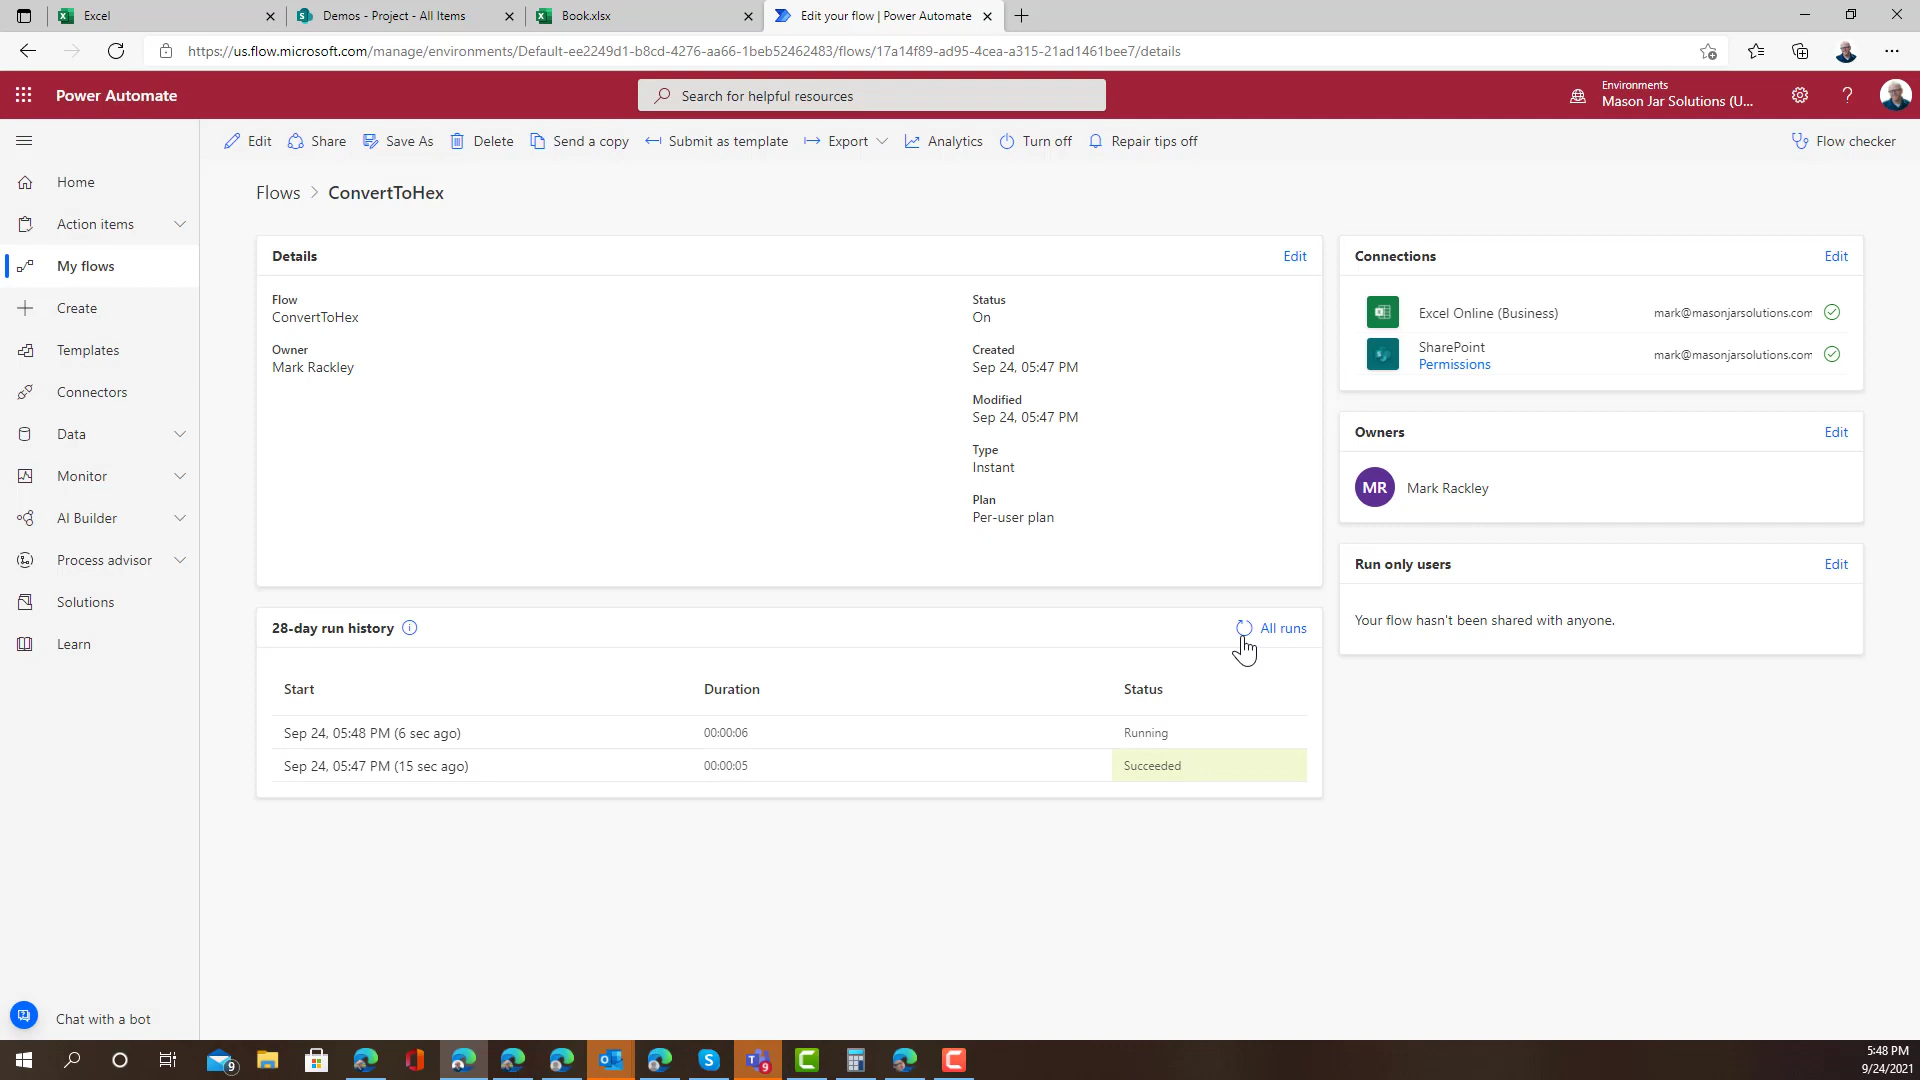 Excel
Demos - Project - All Items
Book.xlsx
Edit your flow | Power Automate
https://us.flow.microsoft.com/manage/environments/Default-ee2249d1-b8cd-4276-aa66-1beb52462483/flows/17a14f89-ad95-4cea-a315-21ad1461bee7/details
Power Automate
Search for helpful resources
Environments
Mason Jar Solutions (U...
Edit
Share
Save As
Delete
Send a copy
Submit as template
Export
Analytics
Turn off
Repair tips off
Flow checker
Home
Action items
My flows
Create
Templates
Connectors
Data
Monitor
AI Builder
Process advisor
Solutions
Learn
Chat with a bot
Flows > ConvertToHex
Details
Edit
Flow
ConvertToHex
Owner
Mark Rackley
Status
On
Created
Sep 24, 05:47 PM
Modified
Sep 24, 05:47 PM
Type
Instant
Plan
Per-user plan
Connections
Edit
Excel Online (Business)
mark@masonjarsolutions.com
SharePoint
Permissions
mark@masonjarsolutions.com
Owners
Edit
MR
Mark Rackley
Run only users
Edit
Your flow hasn't been shared with anyone.
28-day run history
All runs
Start Duration Status
Sep 24, 05:48 PM (6 sec ago) 00:00:06 Running
Sep 24, 05:47 PM (15 sec ago) 00:00:05 Succeeded
9
9
5:48 PM
9/24/2021